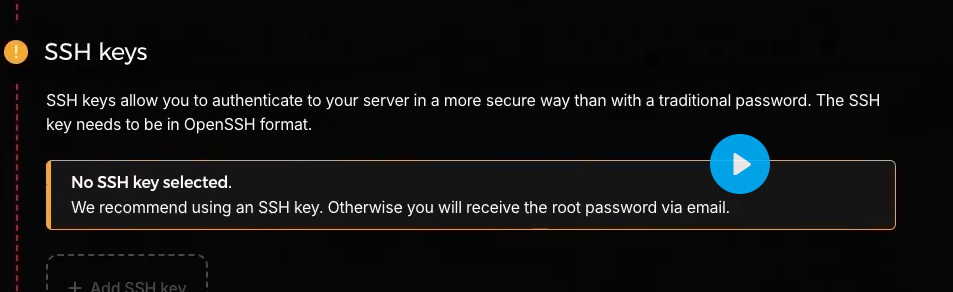 SSH keys
SSH keys allow you to authenticate to your server in a more secure way than with a traditional password. The SSH
key needs to be in OpenSSH format.
No SSH key selected.
We recommend using an SSH key. Otherwise you will receive the root password via email.
+ Add SSH key